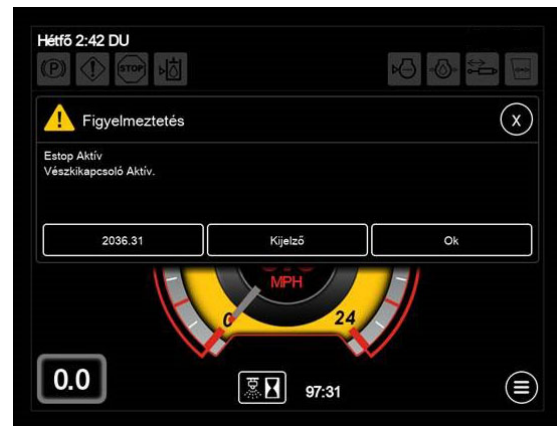 Hétfő 2:42 DU
(P)
STOP
Figyelmeztetés
X
Estop Aktív
Vészkikapcsoló Aktív.
2036.31
Kijelző
Ok
MPH
0
24
0.0
97:31